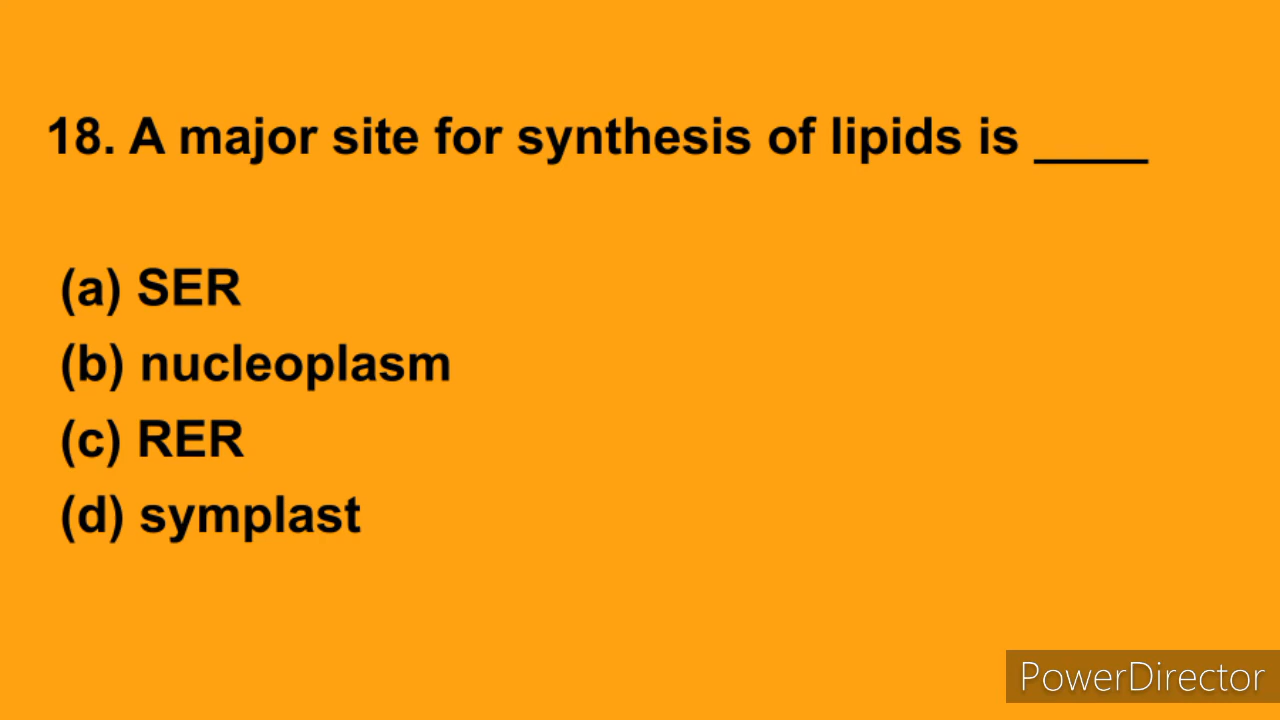 18. A major site for synthesis of lipids is ____
(a) SER
(b) nucleoplasm
(c) RER
(d) symplast
PowerDirector